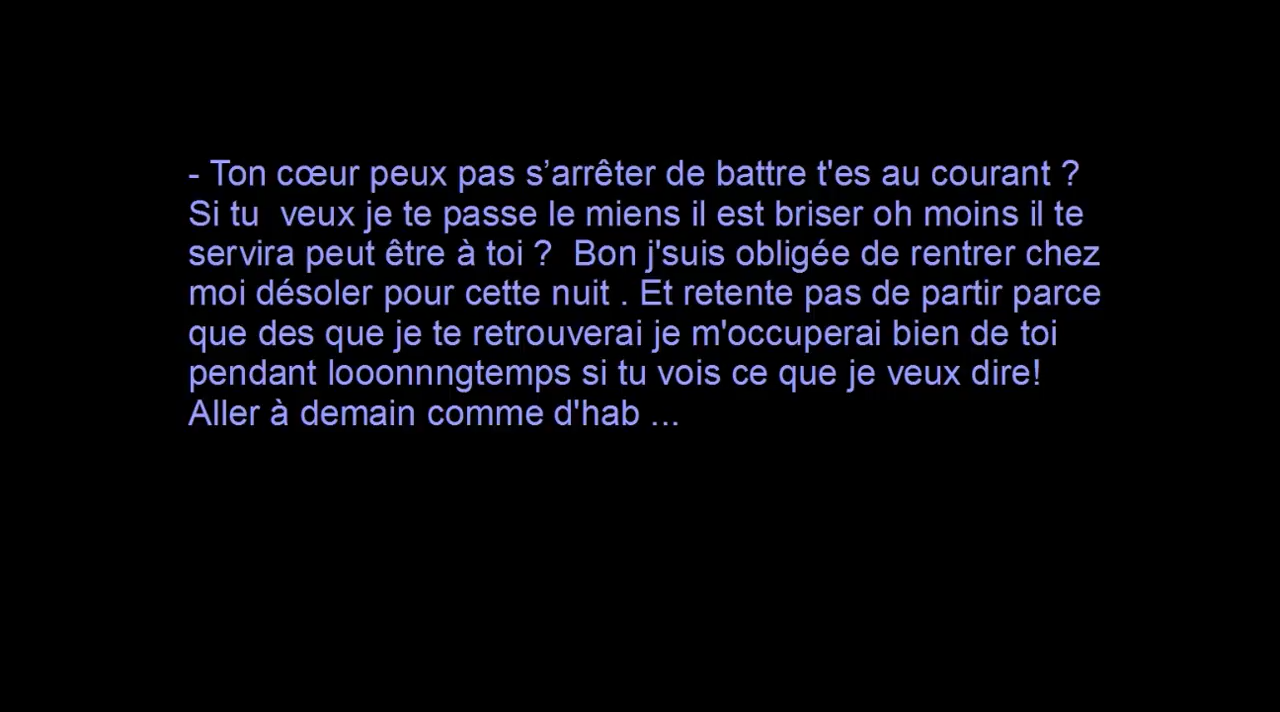 - Ton cœur peux pas s’arrêter de battre t'es au courant ?
Si tu  veux je te passe le miens il est briser oh moins il te
servira peut être à toi ?  Bon j'suis obligée de rentrer chez
moi désoler pour cette nuit . Et retente pas de partir parce
que des que je te retrouverai je m'occuperai bien de toi
pendant looonnngtemps si tu vois ce que je veux dire!
Aller à demain comme d'hab ...